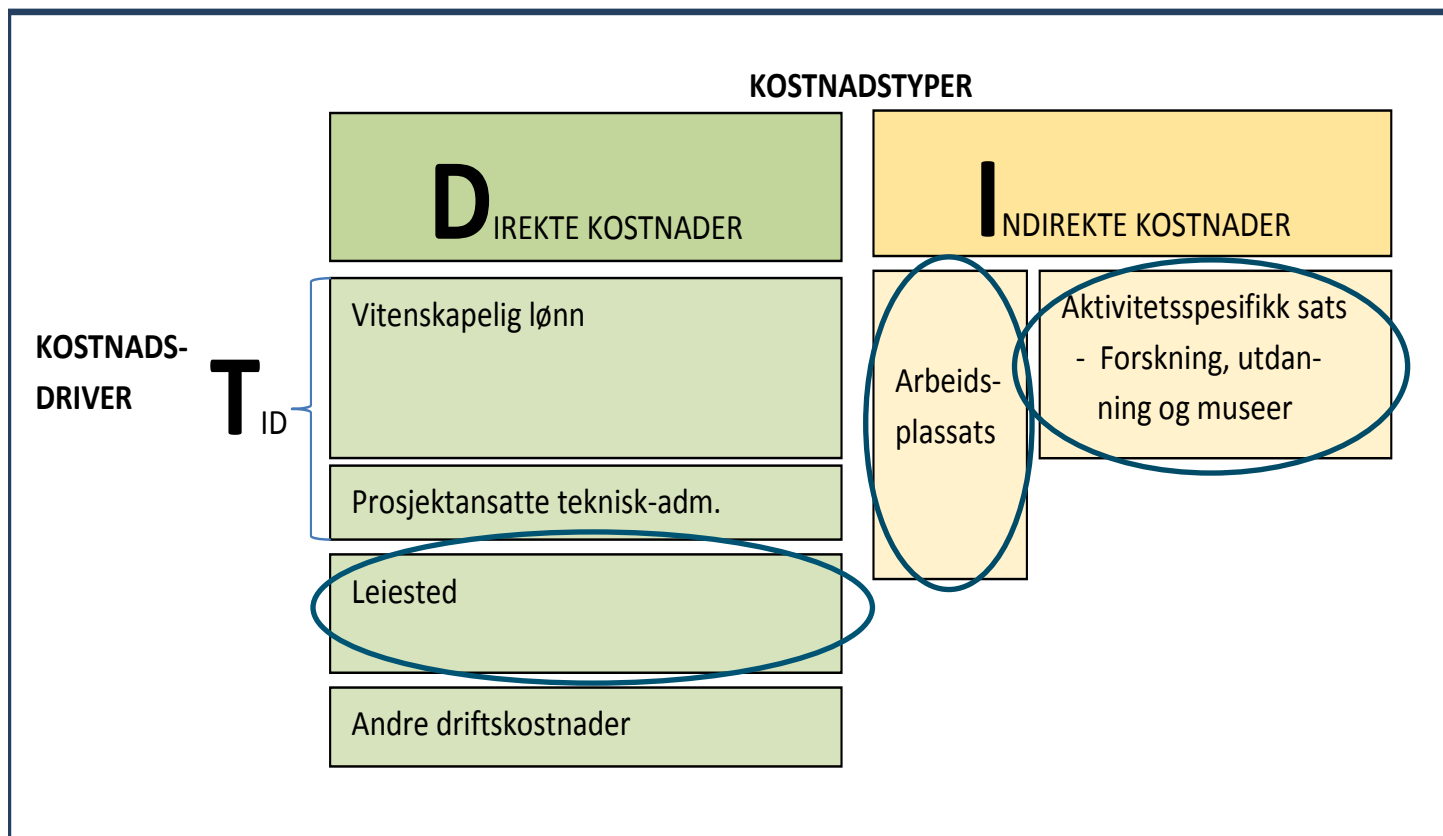 KOSTNADSTYPER
DIREKTE KOSTNADER
INDIREKTE KOSTNADER
KOSTNADS-
DRIVER
TID
Vitenskapelig lønn
Prosjektansatte teknisk-adm.
Leiested
Andre driftskostnader
Arbeids-
plassats
Aktivitetsspesifikk sats
- Forskning, utdan-
ning og museer